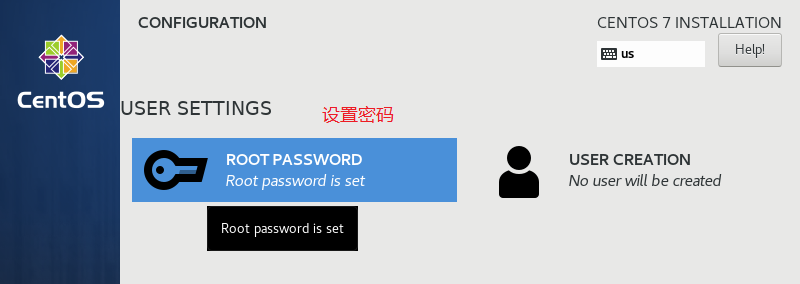 CONFIGURATION
CENTOS 7 INSTALLATION
us
Help!
CentOS
USER SETTINGS
设置密码
ROOT PASSWORD
Root password is set
USER CREATION
No user will be created
Root password is set